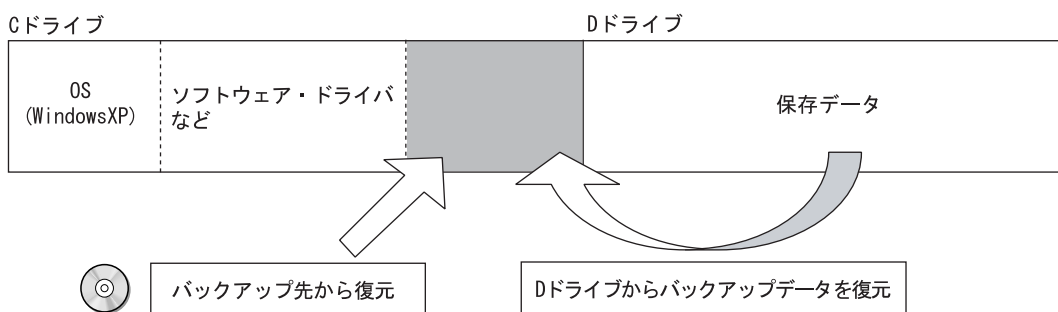 Cドライブ
Dドライブ
OS
(WindowsXP)
ソフトウェア・ドライバ
など
保存データ
バックアップ先から復元
Dドライブからバックアップデータを復元